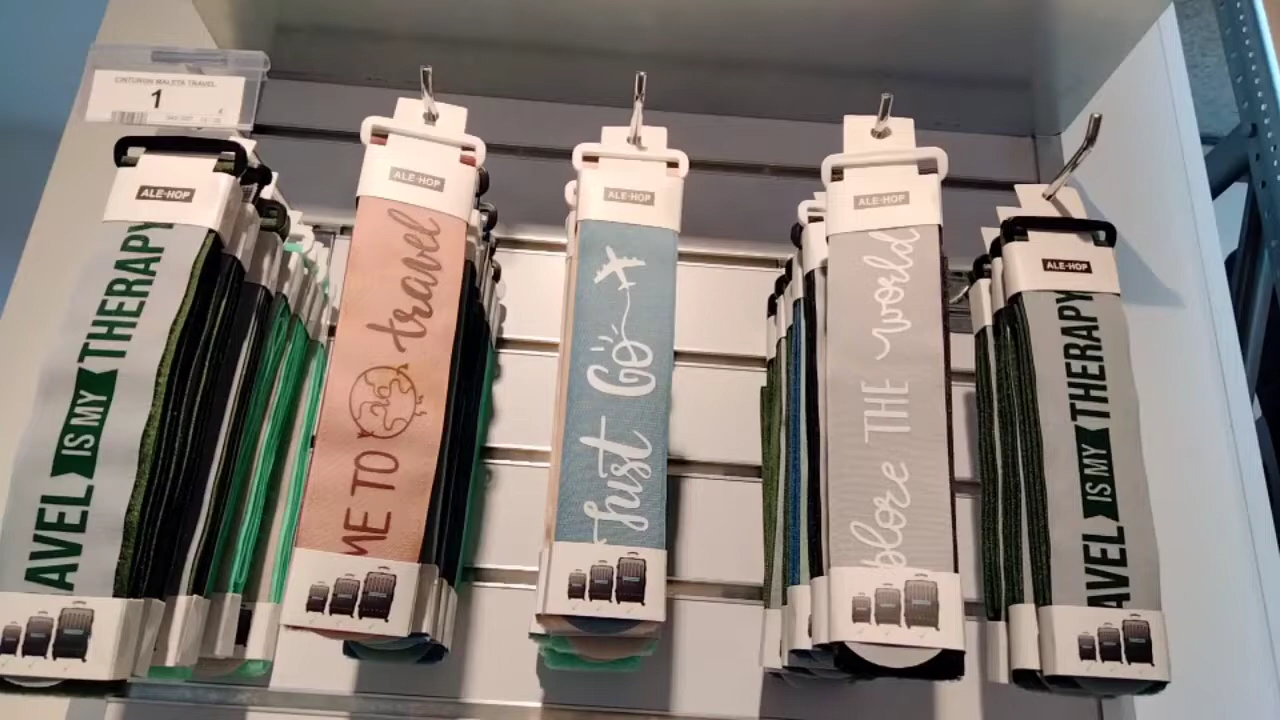 CINTURON MALETA TRAVEL
1
€
ALE-HOP
AVEL IS MY THERAPY
ALE-HOP
ME TO travel
ALE-HOP
Just GO
ALE-HOP
plore THE world
ALE-HOP
AVEL IS MY THERAPY